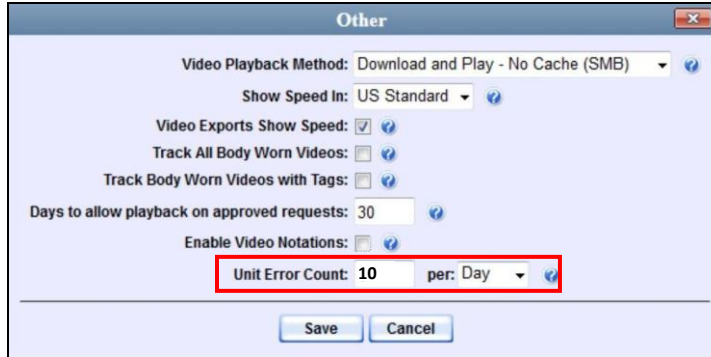 Other
Video Playback Method: Download and Play - No Cache (SMB)
Show Speed In: US Standard
Video Exports Show Speed:
Track All Body Worn Videos:
Track Body Worn Videos with Tags:
Days to allow playback on approved requests: 30
Enable Video Notations:
Unit Error Count: 10 per: Day
Save Cancel